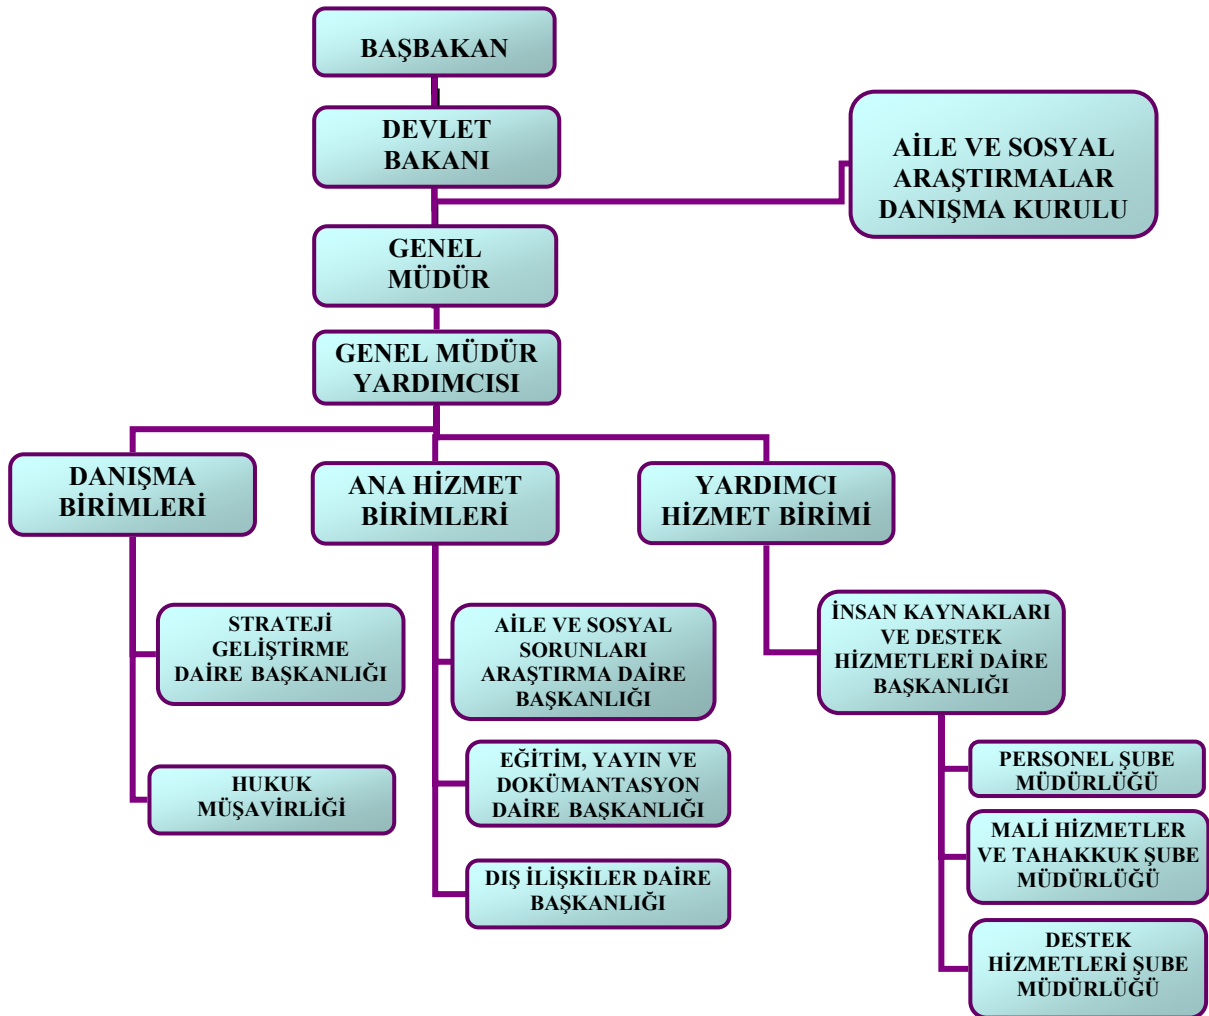 BAŞBAKAN
DEVLET
BAKANI
AİLE VE SOSYAL
ARAŞTIRMALAR
DANIŞMA KURULU
GENEL
MÜDÜR
GENEL MÜDÜR
YARDIMCISI
DANIŞMA
BİRİMLERİ
ANA HİZMET
BİRİMLERİ
YARDIMCI
HİZMET BİRİMİ
STRATEJİ
GELİŞTİRME
DAİRE BAŞKANLIĞI
HUKUK
MÜŞAVİRLİĞİ
AİLE VE SOSYAL
SORUNLARI
ARAŞTIRMA DAİRE
BAŞKANLIĞI
EĞİTİM, YAYIN VE
DOKÜMANTASYON
DAİRE BAŞKANLIĞI
DIŞ İLİŞKİLER DAİRE
BAŞKANLIĞI
İNSAN KAYNAKLARI
VE DESTEK
HİZMETLERİ DAİRE
BAŞKANLIĞI
PERSONEL ŞUBE
MÜDÜRLÜĞÜ
MALİ HİZMETLER
VE TAHAKKUK ŞUBE
MÜDÜRLÜĞÜ
DESTEK
HİZMETLERİ ŞUBE
MÜDÜRLÜĞÜ